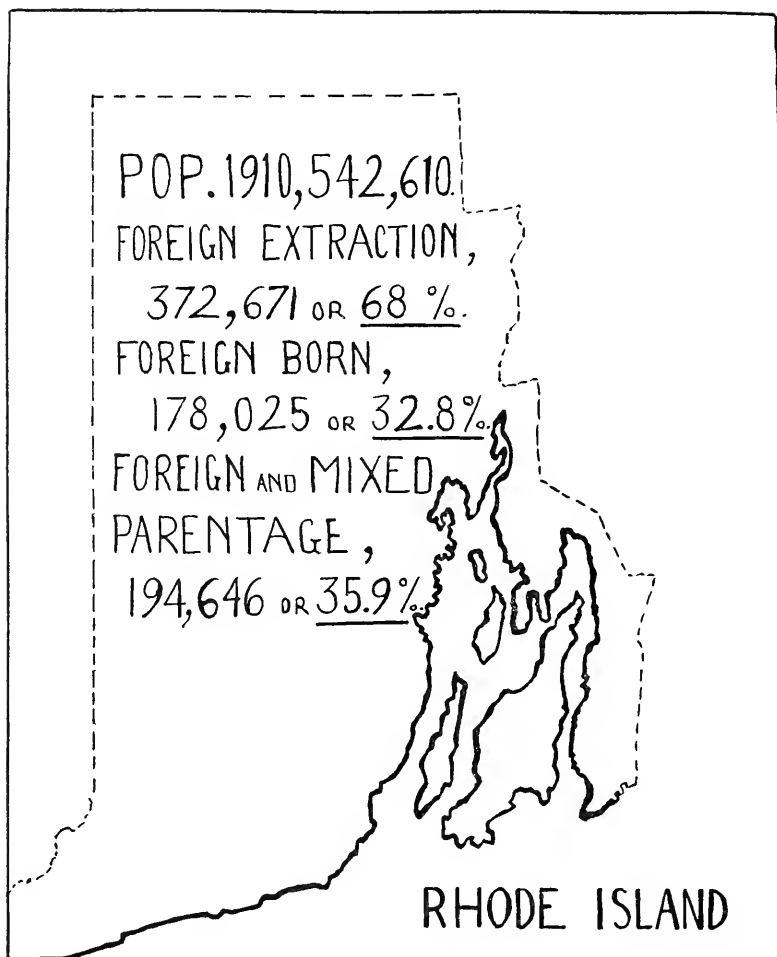 POP. 1910, 542,610.
FOREIGN EXTRACTION,
372,671 OR 68 %.
FOREIGN BORN,
178,025 OR 32.8%.
FOREIGN AND MIXED
PARENTAGE,
194,646 OR 35.9%.
RHODE ISLAND